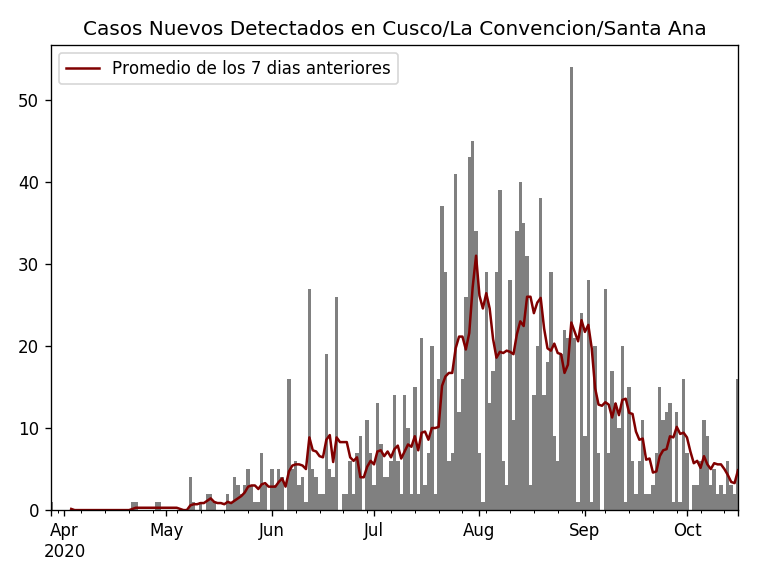 Casos Nuevos Detectados en Cusco/La Convencion/Santa Ana
Promedio de los 7 dias anteriores
50
40
30
20
10
0
Apr May Jun Jul Aug Sep Oct
2020